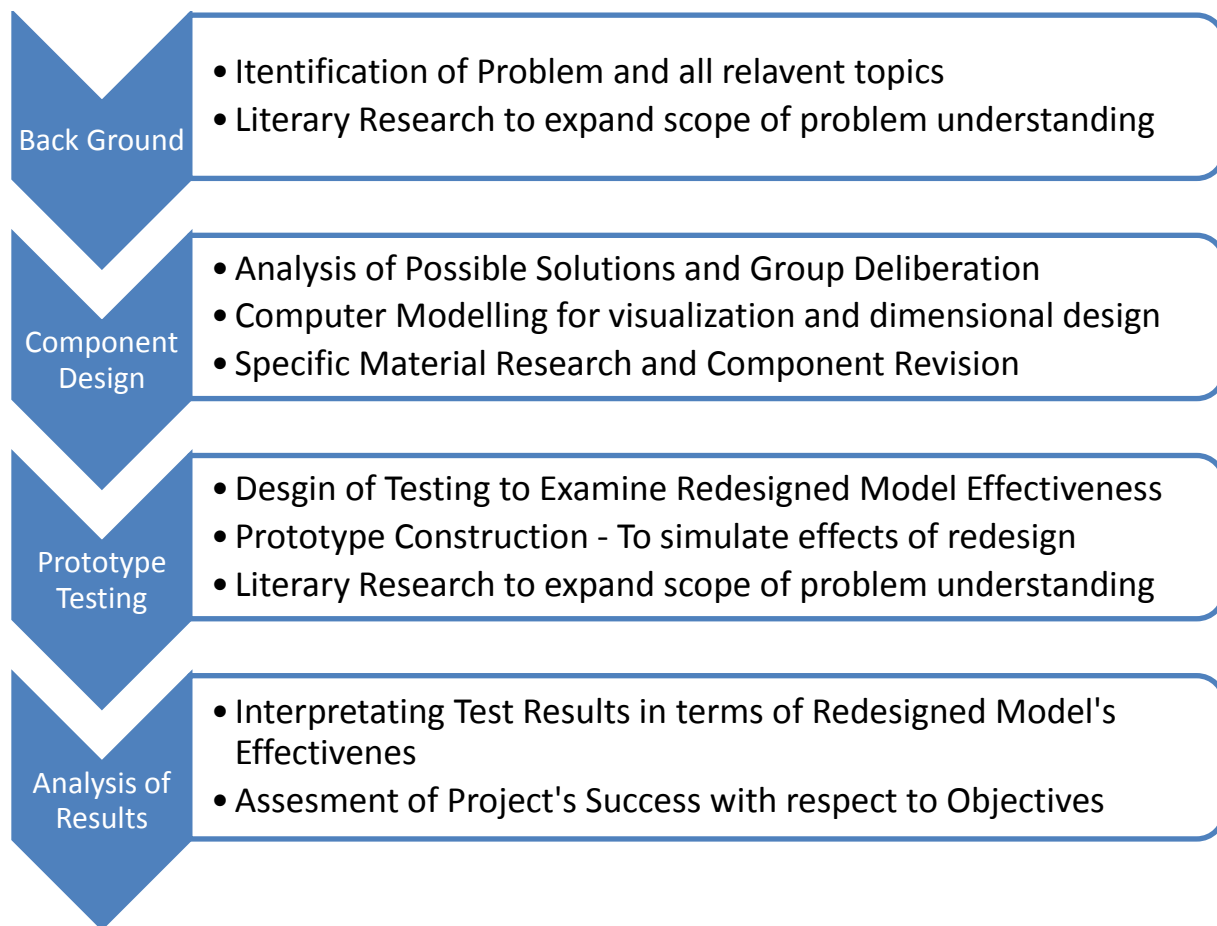 Back Ground
• Itentification of Problem and all relavent topics
• Literary Research to expand scope of problem understanding
Component
Design
• Analysis of Possible Solutions and Group Deliberation
• Computer Modelling for visualization and dimensional design
• Specific Material Research and Component Revision
Prototype
Testing
• Desgin of Testing to Examine Redesigned Model Effectiveness
• Prototype Construction - To simulate effects of redesign
• Literary Research to expand scope of problem understanding
Analysis of
Results
• Interpretating Test Results in terms of Redesigned Model's
Effectivenes
• Assesment of Project's Success with respect to Objectives